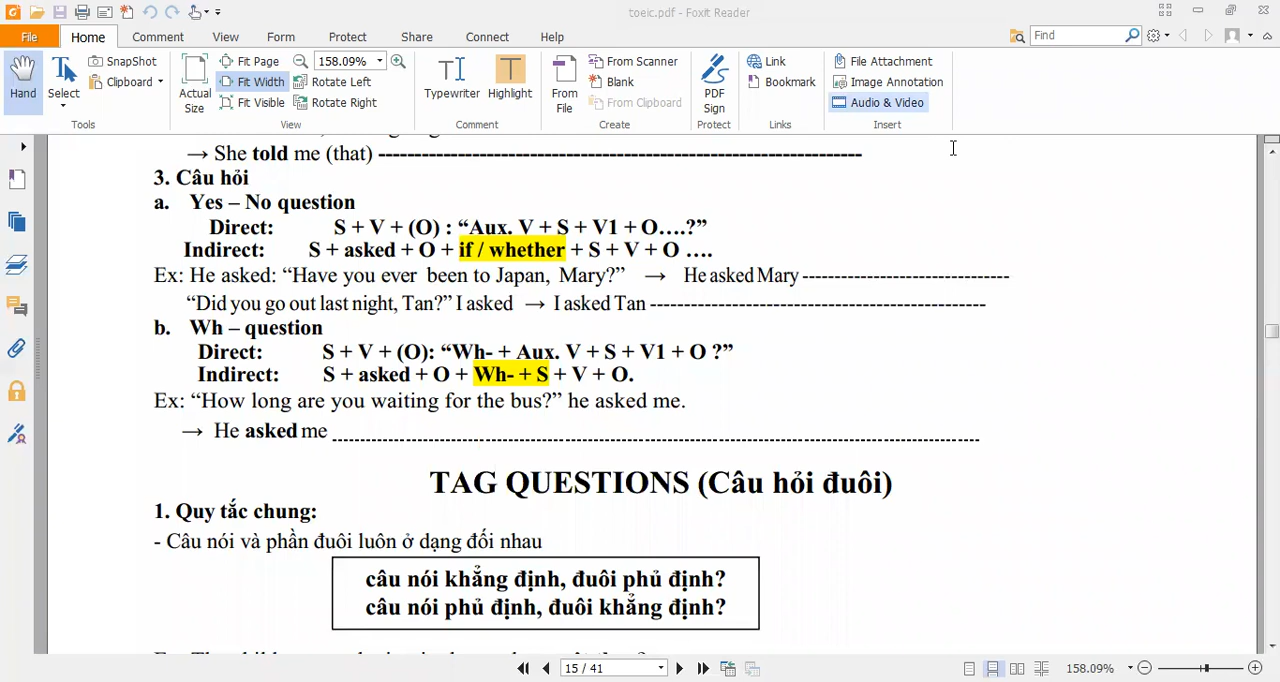 toeic.pdf - Foxit Reader
File Home Comment View Form Protect Share Connect Help Find
SnapShot Fit Page 158.09% From Scanner Link File Attachment
Clipboard Fit Width Rotate Left Blank Bookmark Image Annotation
Hand Select Actual Size Fit Visible Rotate Right Typewriter Highlight From File From Clipboard PDF Sign Audio & Video
Tools View Comment Create Protect Links Insert
→ She told me (that) ----------------------------------------------------------------------
3. Câu hỏi
a. Yes – No question
Direct: S + V + (O) : “Aux. V + S + V1 + O….?”
Indirect: S + asked + O + if / whether + S + V + O ….
Ex: He asked: “Have you ever been to Japan, Mary?” → He asked Mary -------------------------------
“Did you go out last night, Tan?” I asked → I asked Tan --------------------------------------------------
b. Wh – question
Direct: S + V + (O): “Wh- + Aux. V + S + V1 + O ?”
Indirect: S + asked + O + Wh- + S + V + O.
Ex: “How long are you waiting for the bus?” he asked me.
→ He asked me ------------------------------------------------------------------------------------------------
TAG QUESTIONS (Câu hỏi đuôi)
1. Quy tắc chung:
- Câu nói và phần đuôi luôn ở dạng đối nhau
câu nói khẳng định, đuôi phủ định?
câu nói phủ định, đuôi khẳng định?
15 / 41 158.09%